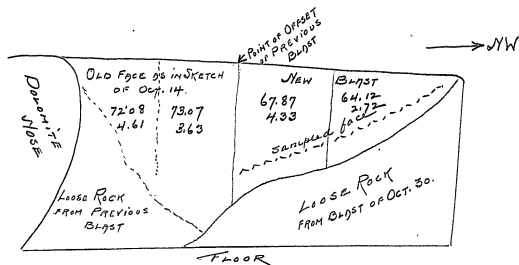 POINT OF OFFSET
OF PREVIOUS
BLAST
NW
OLD FACE AS IN SKETCH
OF OCT. 14.
NEW BLAST
72.08 73.07 67.87 64.12
4.61 3.63 4.33 2.72
sampled face
DOLOMITE
NOSE
LOOSE ROCK
FROM PREVIOUS
BLAST
LOOSE ROCK
FROM BLAST OF OCT. 30.
FLOOR